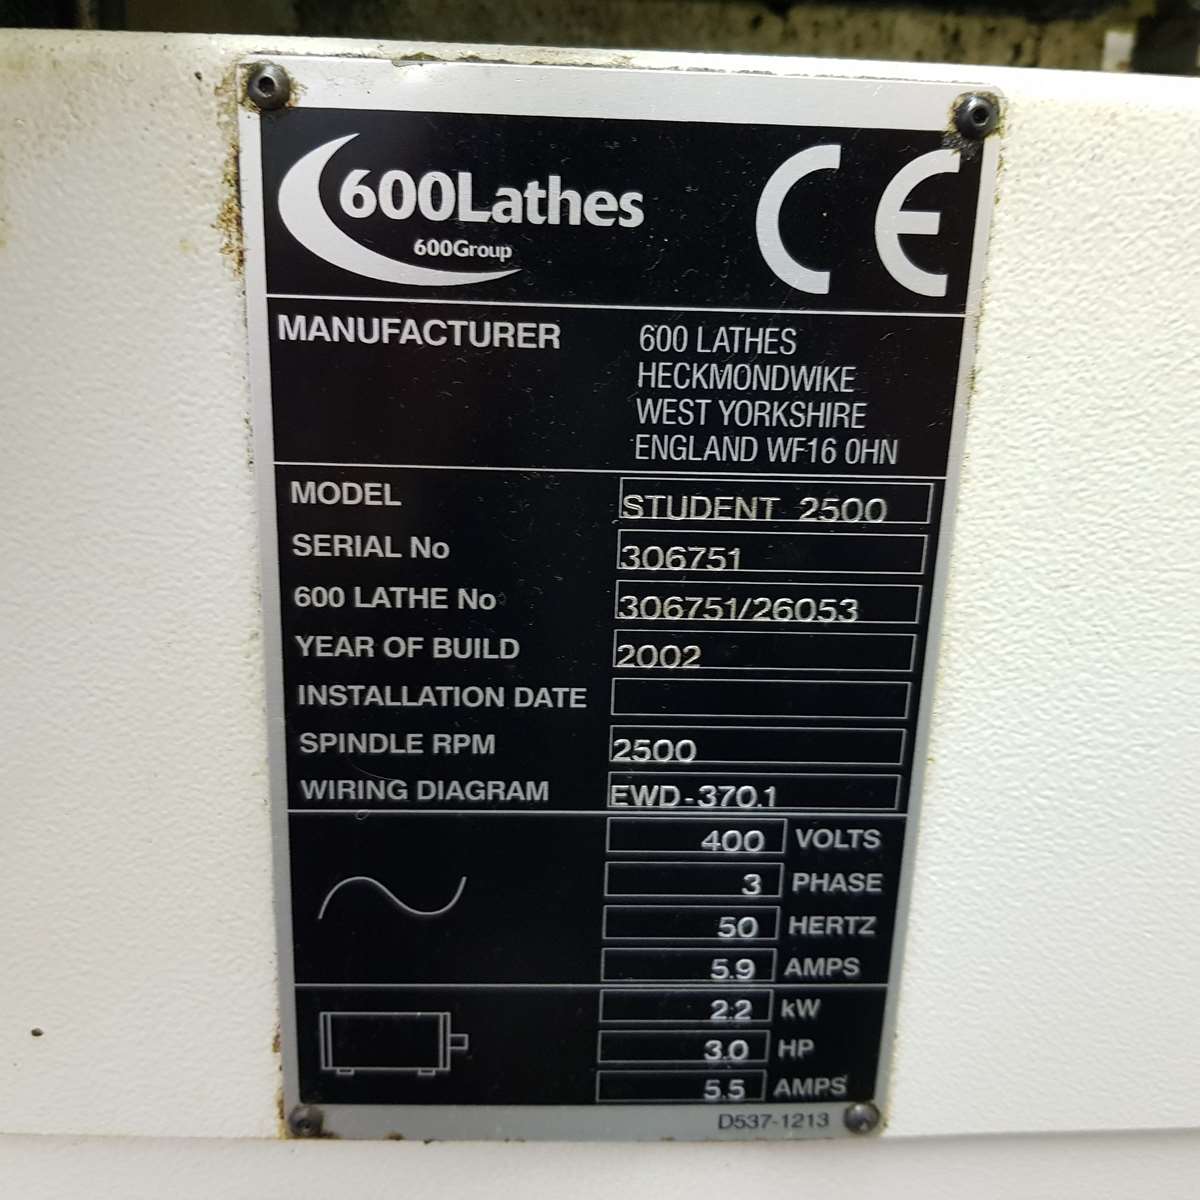 600Lathes
600Group
CE
MANUFACTURER 600 LATHES
HECKMONDWIKE
WEST YORKSHIRE
ENGLAND WF16 0HN
MODEL STUDENT 2500
SERIAL No 306751
600 LATHE No 306751/26053
YEAR OF BUILD 2002
INSTALLATION DATE
SPINDLE RPM 2500
WIRING DIAGRAM EWD-370.1
400 VOLTS
3 PHASE
50 HERTZ
5.9 AMPS
2.2 kW
3.0 HP
5.5 AMPS
D537-1213